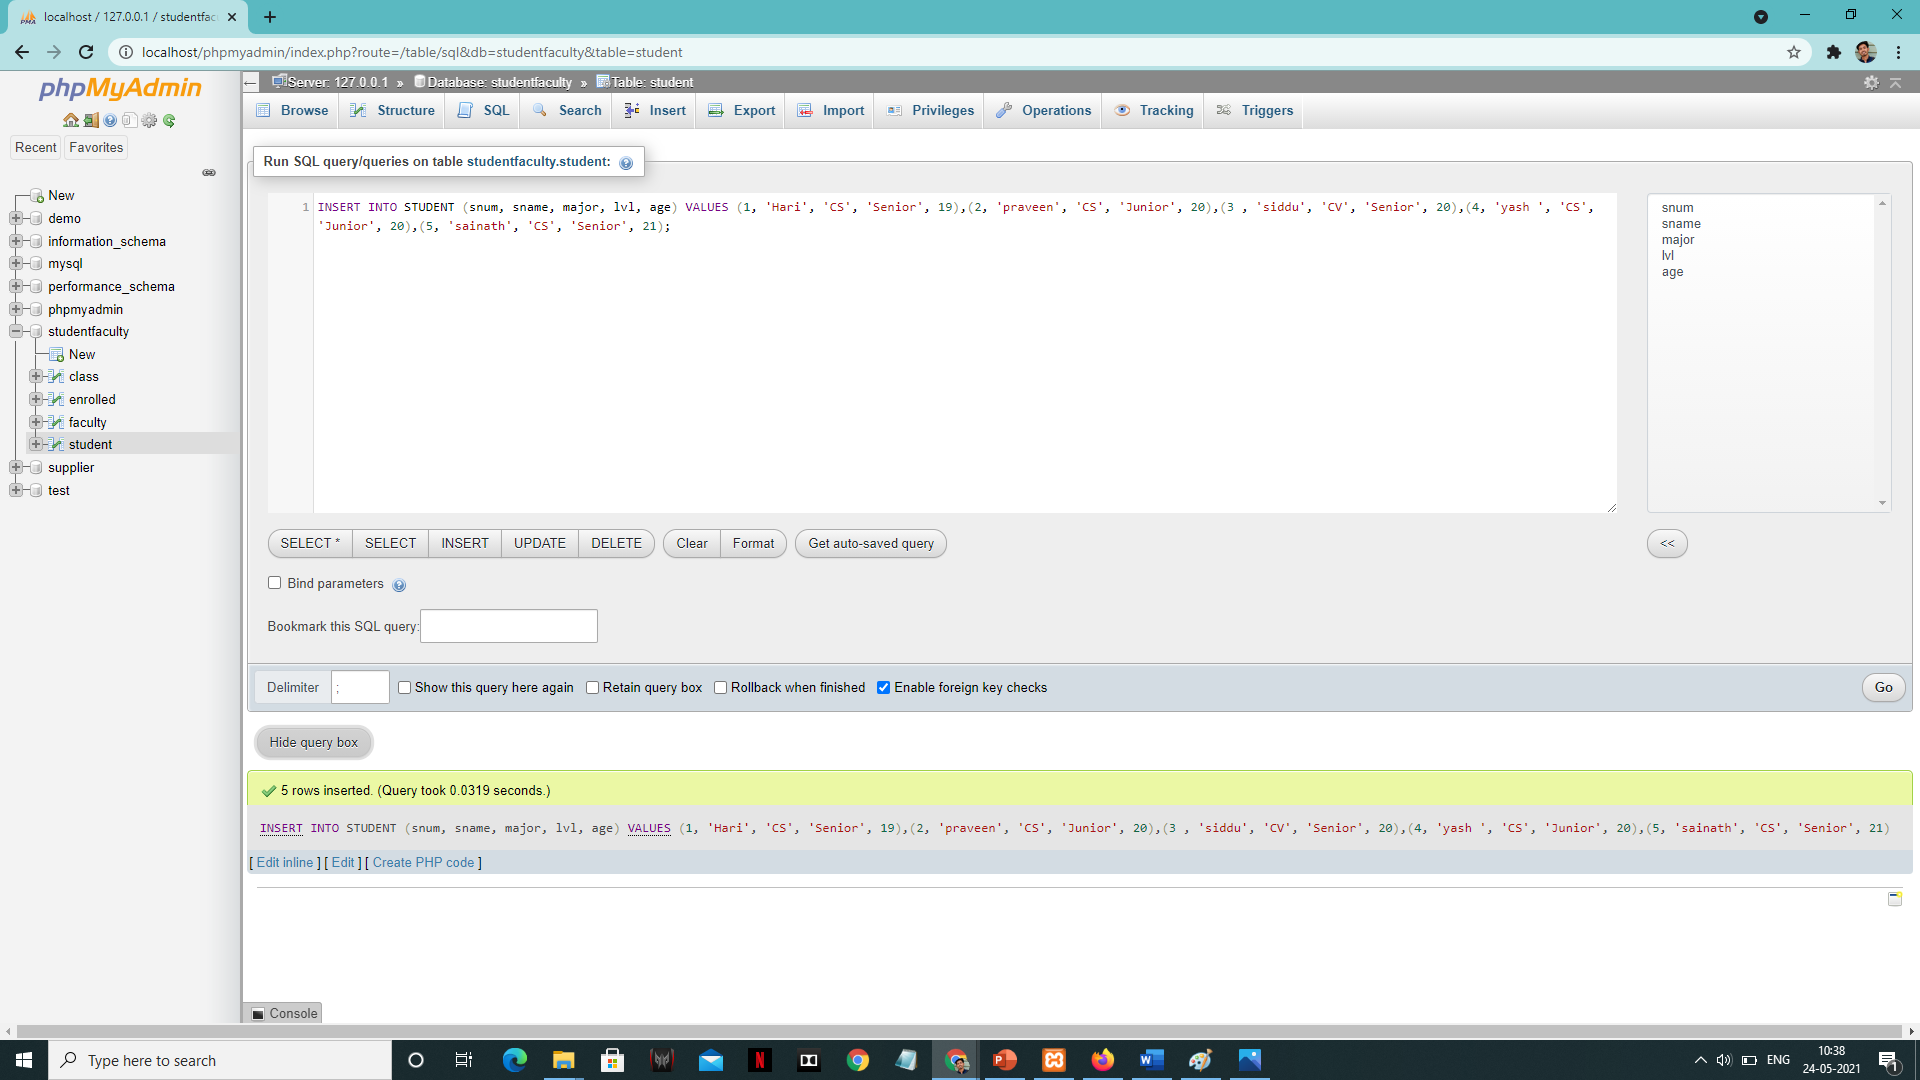 localhost / 127.0.0.1 / studentfac
localhost/phpmyadmin/index.php?route=/table/sql&db=studentfaculty&table=student
phpMyAdmin
Recent Favorites
New
demo
information_schema
mysql
performance_schema
phpmyadmin
studentfaculty
New
class
enrolled
faculty
student
supplier
test
Server: 127.0.0.1 » Database: studentfaculty » Table: student
Browse Structure SQL Search Insert Export Import Privileges Operations Tracking Triggers
Run SQL query/queries on table studentfaculty.student:
1 INSERT INTO STUDENT (snum, sname, major, lvl, age) VALUES (1, 'Hari', 'CS', 'Senior', 19),(2, 'praveen', 'CS', 'Junior', 20),(3 , 'siddu', 'CV', 'Senior', 20),(4, 'yash ', 'CS',
'Junior', 20),(5, 'sainath', 'CS', 'Senior', 21);
snum
sname
major
lvl
age
SELECT * SELECT INSERT UPDATE DELETE Clear Format Get auto-saved query <<
Bind parameters
Bookmark this SQL query:
Delimiter ; Show this query here again Retain query box Rollback when finished Enable foreign key checks Go
Hide query box
5 rows inserted. (Query took 0.0319 seconds.)
INSERT INTO STUDENT (snum, sname, major, lvl, age) VALUES (1, 'Hari', 'CS', 'Senior', 19),(2, 'praveen', 'CS', 'Junior', 20),(3 , 'siddu', 'CV', 'Senior', 20),(4, 'yash ', 'CS', 'Junior', 20),(5, 'sainath', 'CS', 'Senior', 21)
[ Edit inline ] [ Edit ] [ Create PHP code ]
Console
Type here to search
ENG
10:38
24-05-2021
1